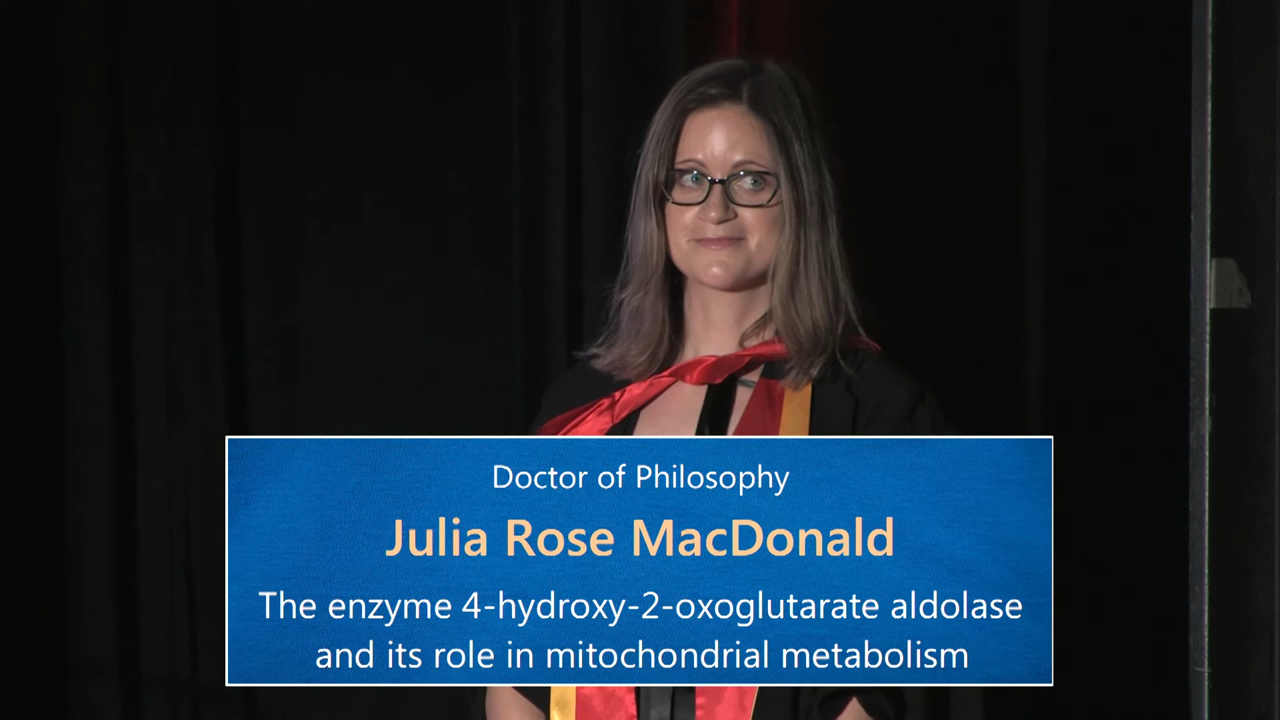 Doctor of Philosophy
Julia Rose MacDonald
The enzyme 4-hydroxy-2-oxoglutarate aldolase
and its role in mitochondrial metabolism